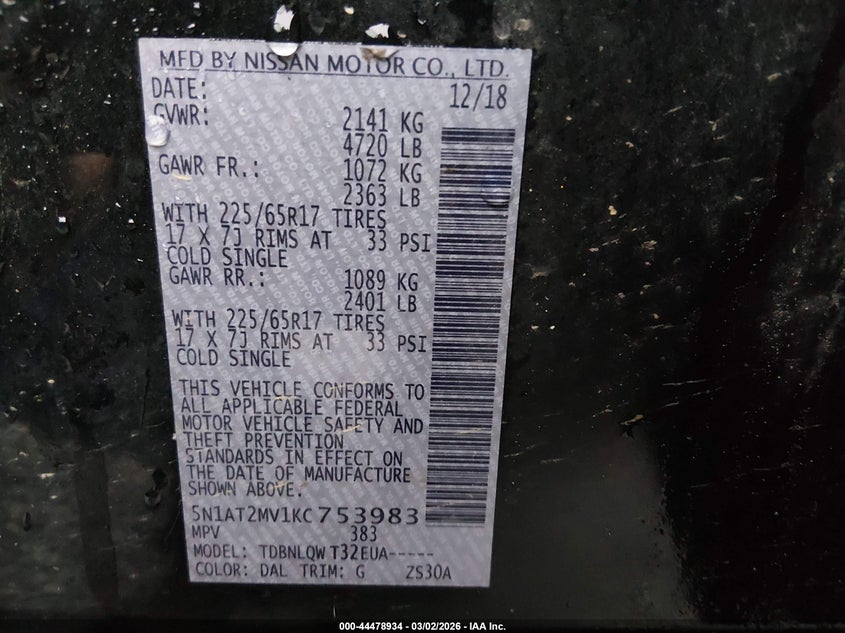 MFD BY NISSAN MOTOR CO., LTD.
DATE: 12/18
GVWR: 2141 KG
4720 LB
GAWR FR.: 1072 KG
2363 LB
WITH 225/65R17 TIRES
17 X 7J RIMS AT 33 PSI
COLD SINGLE
GAWR RR.: 1089 KG
2401 LB
WITH 225/65R17 TIRES
17 X 7J RIMS AT 33 PSI
COLD SINGLE
THIS VEHICLE CONFORMS TO
ALL APPLICABLE FEDERAL
MOTOR VEHICLE SAFETY AND
THEFT PREVENTION
STANDARDS IN EFFECT ON
THE DATE OF MANUFACTURE
SHOWN ABOVE.
5N1AT2MV1KC753983
MPV 383
MODEL: TDBNLQW T32EUA-----
COLOR: DAL TRIM: G ZS30A
000-44478934 - 03/02/2026 - IAA Inc.